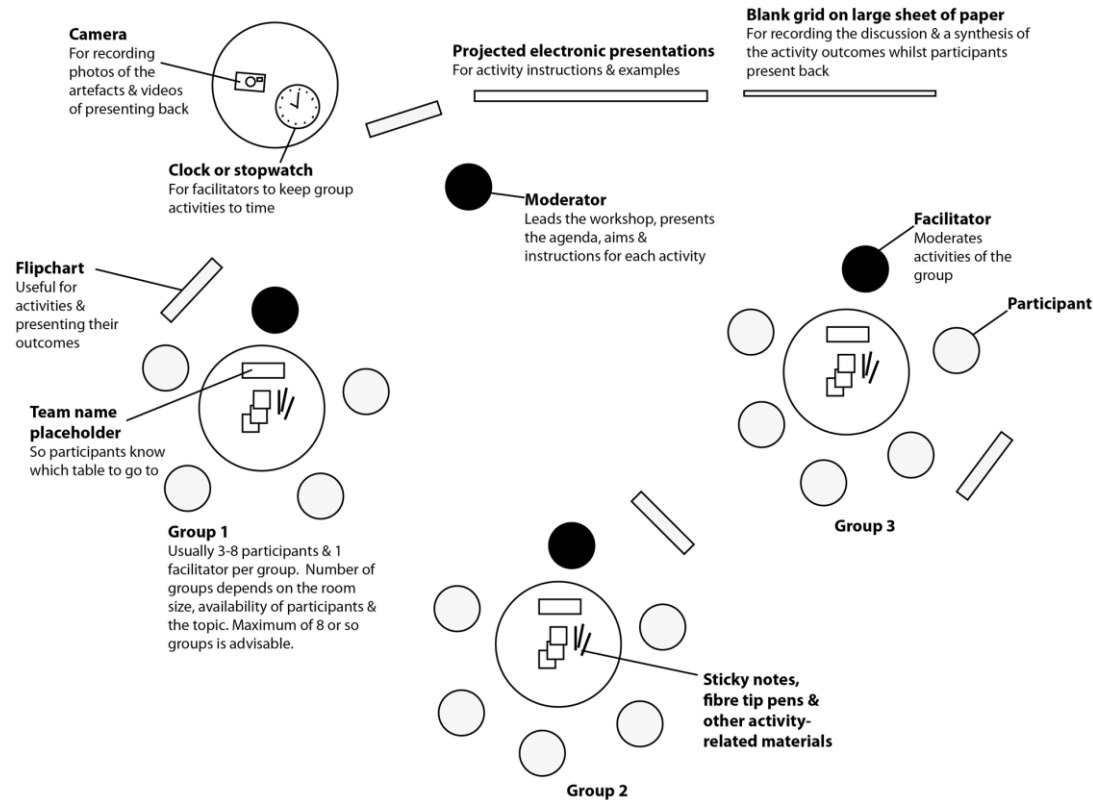 Camera
For recording
photos of the
artefacts & videos
of presenting back
Clock or stopwatch
For facilitators to keep group
activities to time
Projected electronic presentations
For activity instructions & examples
Blank grid on large sheet of paper
For recording the discussion & a synthesis of
the activity outcomes whilst participants
present back
Moderator
Leads the workshop, presents
the agenda, aims &
instructions for each activity
Facilitator
Moderates
activities of the
group
Participant
Flipchart
Useful for
activities &
presenting their
outcomes
Team name
placeholder
So participants know
which table to go to
Group 1
Usually 3-8 participants & 1
facilitator per group. Number of
groups depends on the room
size, availability of participants &
the topic. Maximum of 8 or so
groups is advisable.
Group 3
Sticky notes,
fibre tip pens &
other activity-
related materials
Group 2